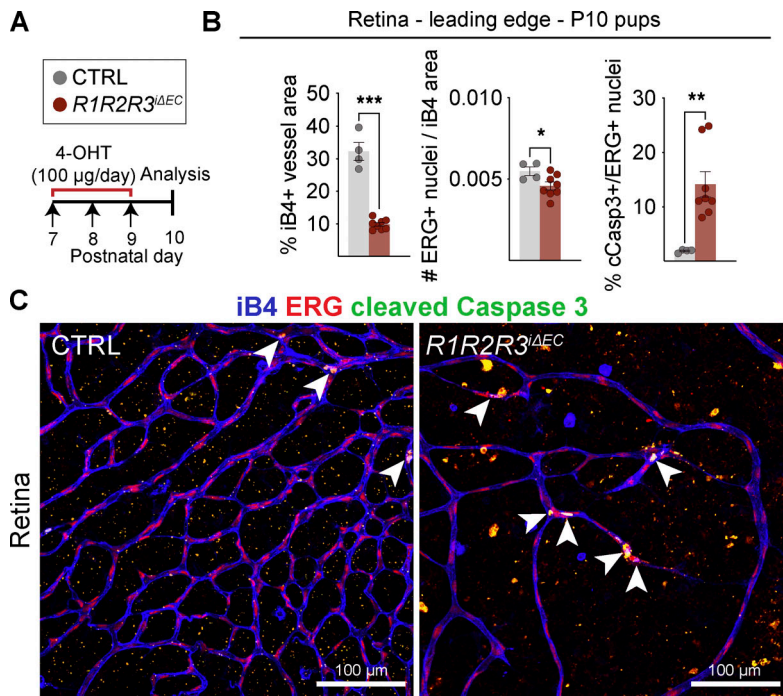 A
CTRL
R1R2R3iΔEC
4-OHT
(100 µg/day) Analysis
7 8 9 10
Postnatal day
B
Retina - leading edge - P10 pups
% iB4+ vessel area
50
40
30
20
10
***
# ERG+ nuclei / iB4 area
0.010
0.005
*
% cCasp3+/ERG+ nuclei
30
20
10
**
C
iB4 ERG cleaved Caspase 3
Retina
CTRL
100 µm
R1R2R3iΔEC
100 µm